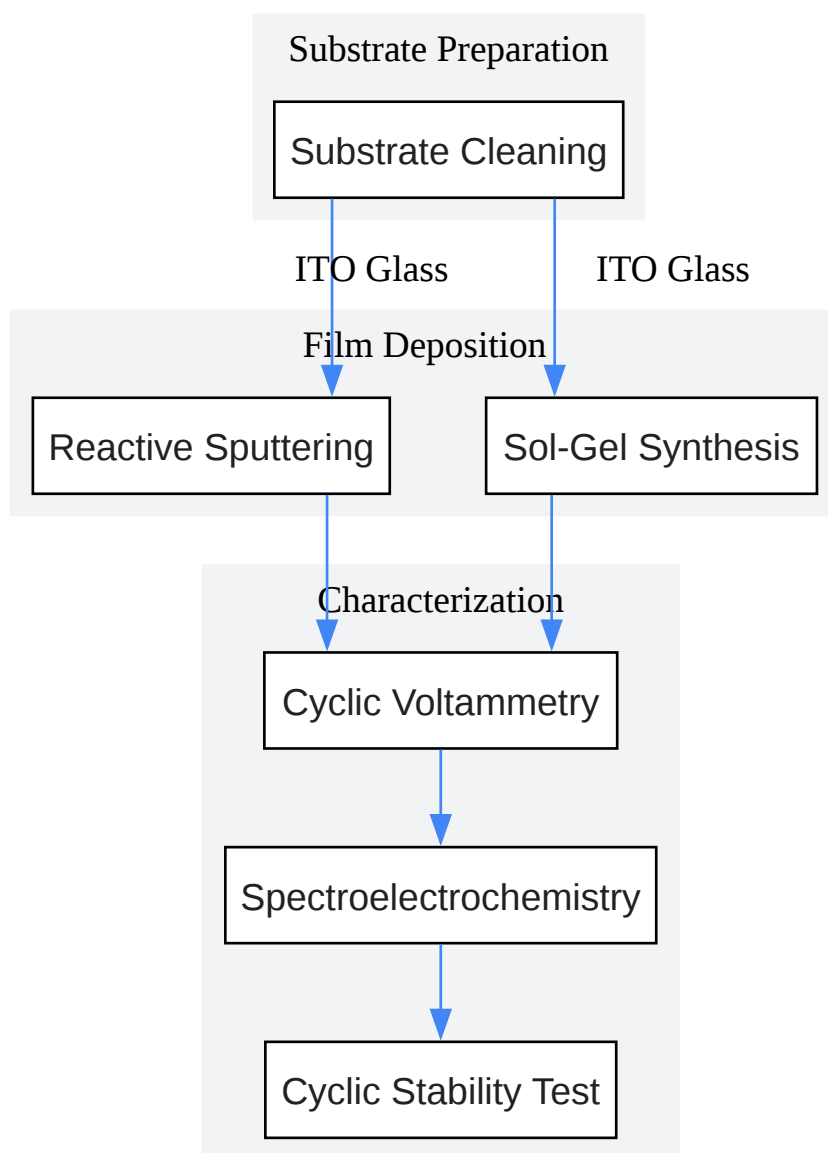 Substrate Preparation
Substrate Cleaning
ITO Glass
ITO Glass
Film Deposition
Reactive Sputtering
Sol-Gel Synthesis
Characterization
Cyclic Voltammetry
Spectroelectrochemistry
Cyclic Stability Test